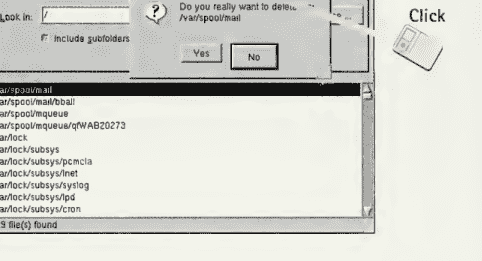 Look in: /
Include subfolders
Do you really want to delete
/var/spool/mail
Yes
No
Click
ar/spool/mail
ar/spool/mail/bball
ar/spool/mqueue
ar/spool/mqueue/qfWAB20273
ar/lock
ar/lock/subsys
ar/lock/subsys/pcmcia
ar/lock/subsys/inet
ar/lock/subsys/syslog
ar/lock/subsys/lpd
ar/lock/subsys/cron
9 file(s) found